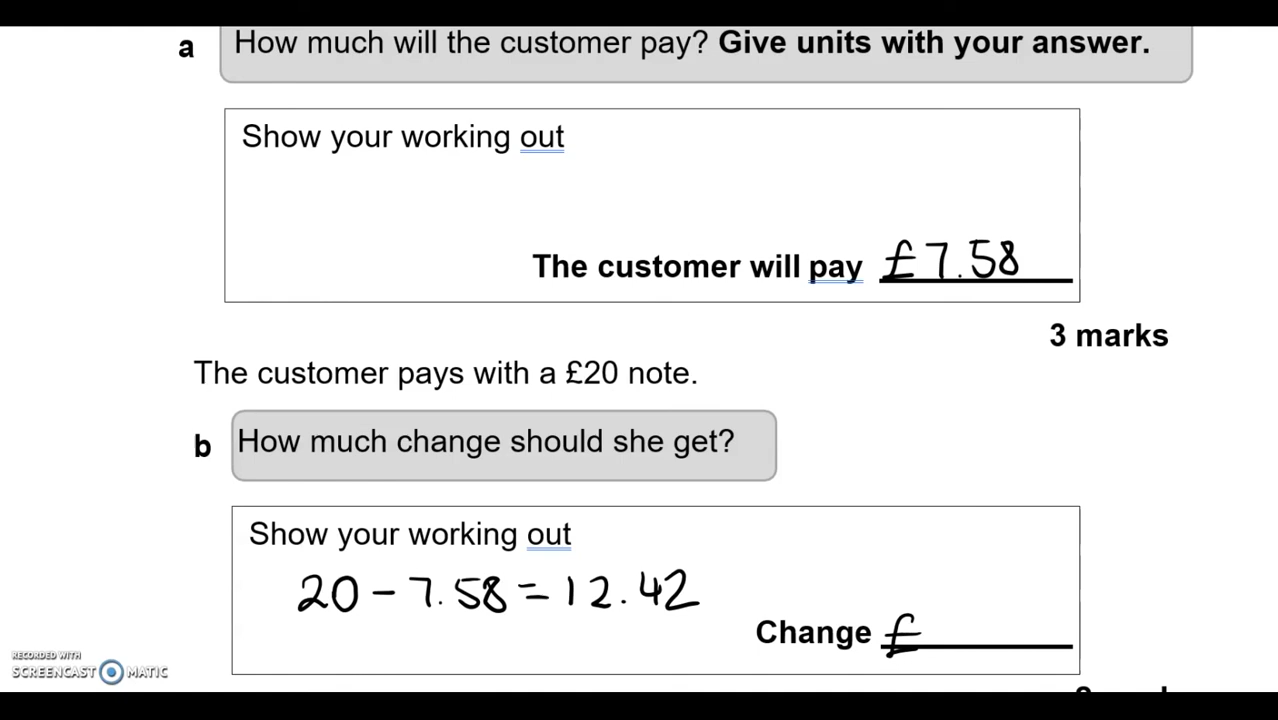 a How much will the customer pay? Give units with your answer.
Show your working out
The customer will pay £7.58
3 marks
The customer pays with a £20 note.
b How much change should she get?
Show your working out
20 - 7.58 = 12.42
Change £
RECORDED WITH
SCREENCAST MATIC